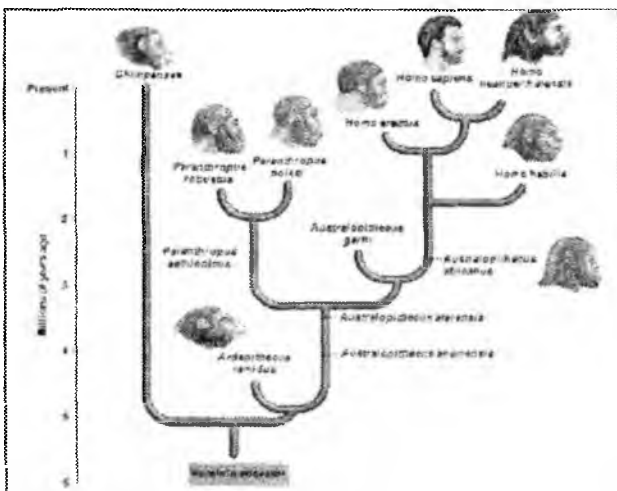 Chimpanzee
Homo sapiens
Homo
neanderthalensis
Present
Homo erectus
Paranthropus
robustus
Paranthropus
boisei
1
Homo habilis
2
Australopithecus
garhi
Paranthropus
aethiopicus
Australopithecus
africanus
Millions of years ago
3
Australopithecus afarensis
4
Ardipithecus
ramidus
Australopithecus anamensis
5
6